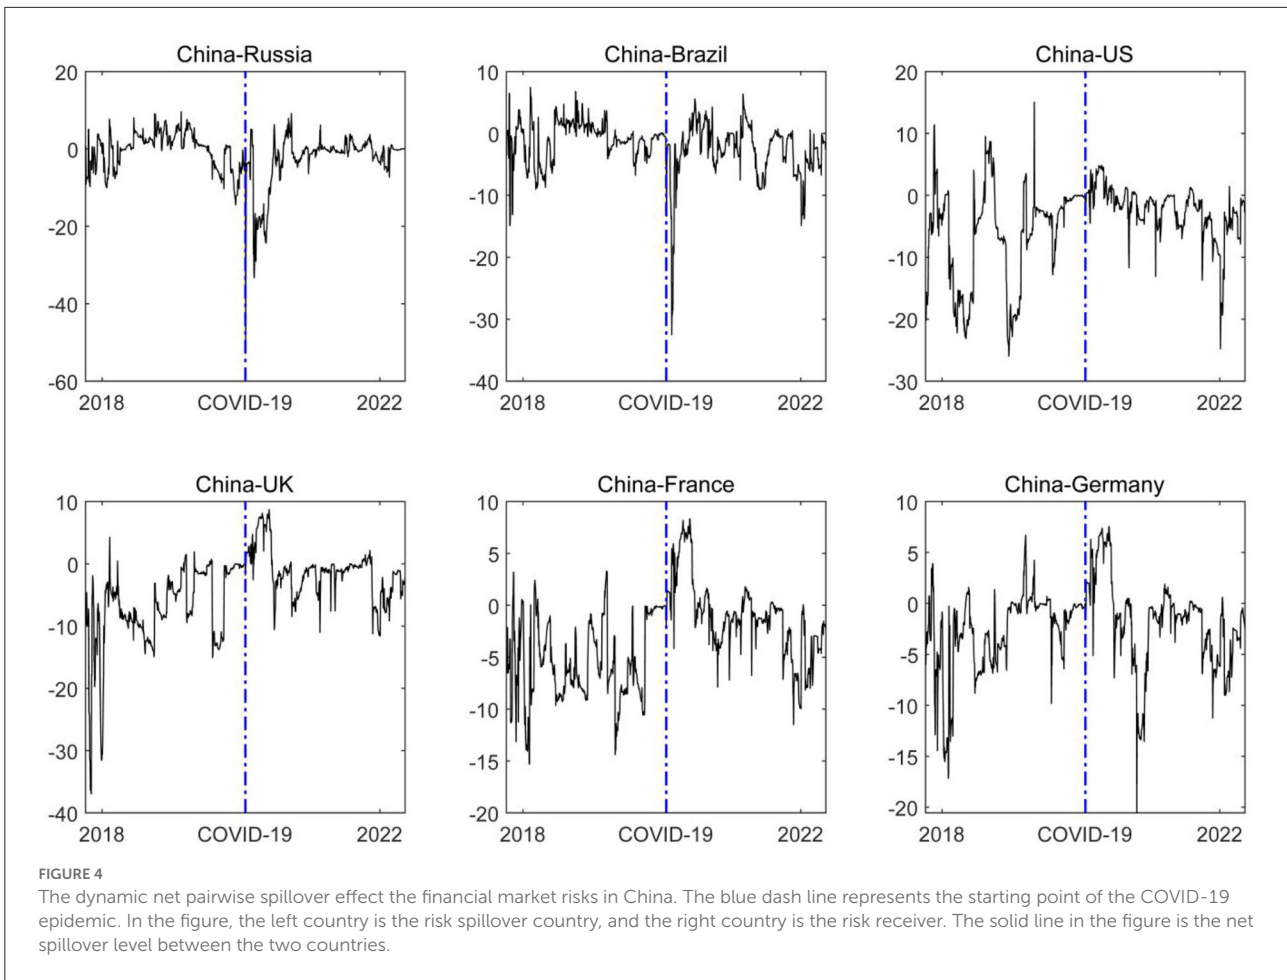 China-Russia
20
0
-20
-40
-60
2018 COVID-19 2022
China-Brazil
10
0
-10
-20
-30
-40
2018 COVID-19 2022
China-US
20
10
0
-10
-20
-30
2018 COVID-19 2022
China-UK
10
0
-10
-20
-30
-40
2018 COVID-19 2022
China-France
10
5
0
-5
-10
-15
-20
2018 COVID-19 2022
China-Germany
10
5
0
-5
-10
-15
-20
2018 COVID-19 2022
FIGURE 4
The dynamic net pairwise spillover effect the financial market risks in China. The blue dash line represents the starting point of the COVID-19
epidemic. In the figure, the left country is the risk spillover country, and the right country is the risk receiver. The solid line in the figure is the net
spillover level between the two countries.